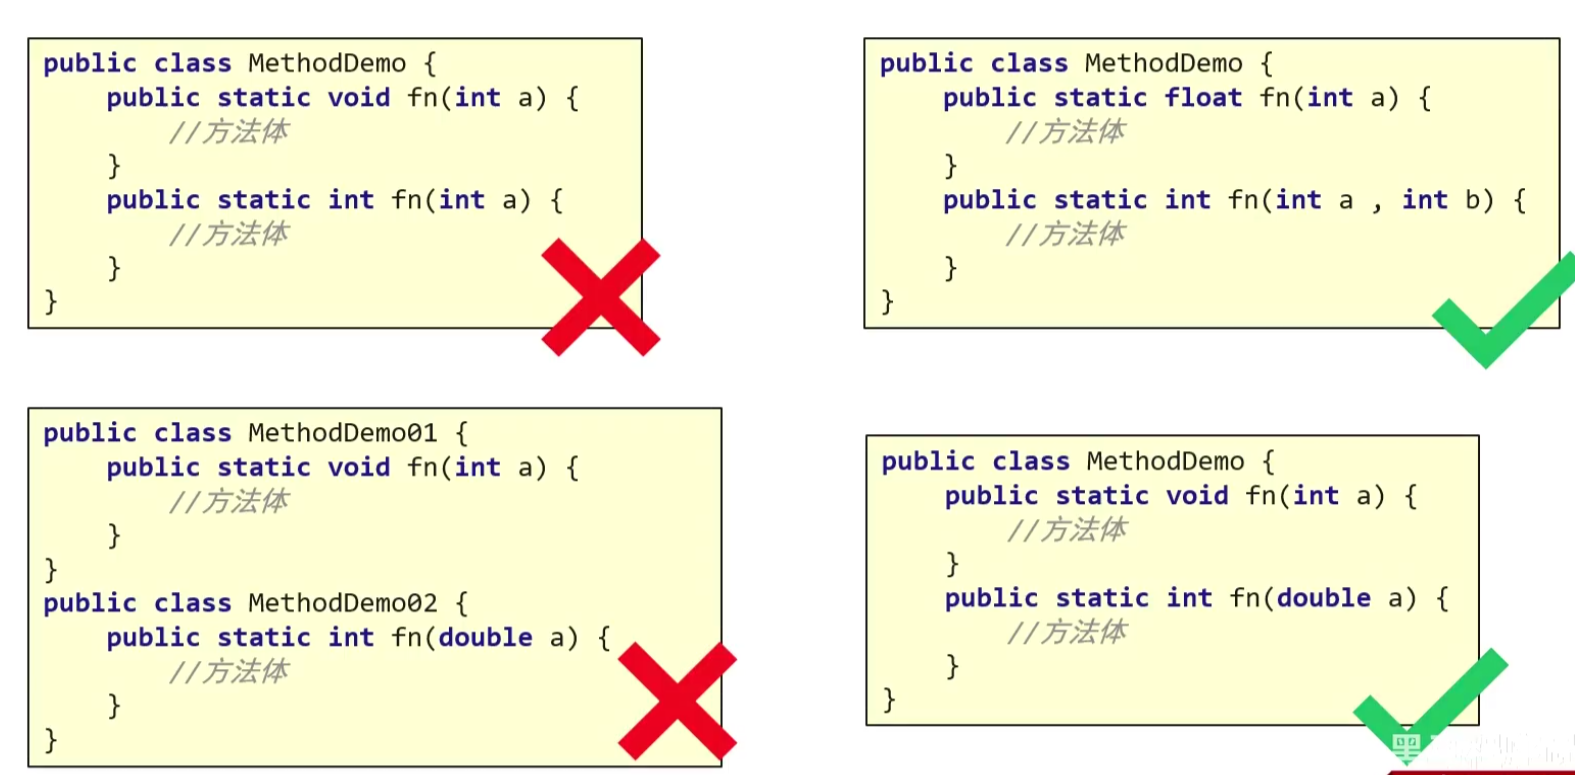 public class MethodDemo {
public static void fn(int a) {
//方法体
}
public static int fn(int a) {
//方法体
}
}
public class MethodDemo {
public static float fn(int a) {
//方法体
}
public static int fn(int a , int b) {
//方法体
}
}
public class MethodDemo01 {
public static void fn(int a) {
//方法体
}
}
public class MethodDemo02 {
public static int fn(double a) {
//方法体
}
}
public class MethodDemo {
public static void fn(int a) {
//方法体
}
public static int fn(double a) {
//方法体
}
}